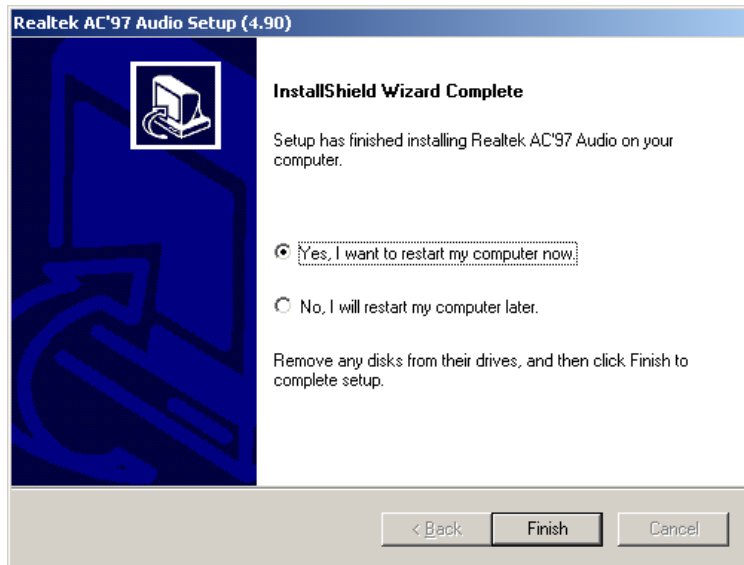 Realtek AC'97 Audio Setup (4.90)
InstallShield Wizard Complete
Setup has finished installing Realtek AC'97 Audio on your
computer.
Yes, I want to restart my computer now.
No, I will restart my computer later.
Remove any disks from their drives, and then click Finish to
complete setup.
< Back Finish Cancel